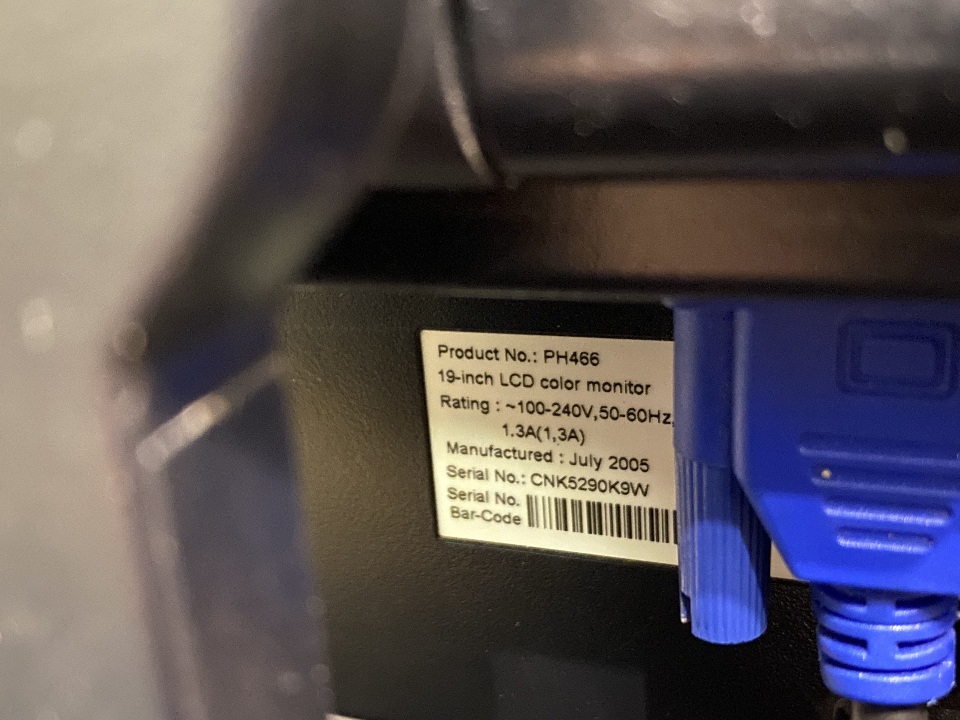 Product No.: PH466
19-inch LCD color monitor
Rating : ~100-240V,50-60Hz,
1.3A(1,3A)
Manufactured : July 2005
Serial No.: CNK5290K9W
Serial No.
Bar-Code